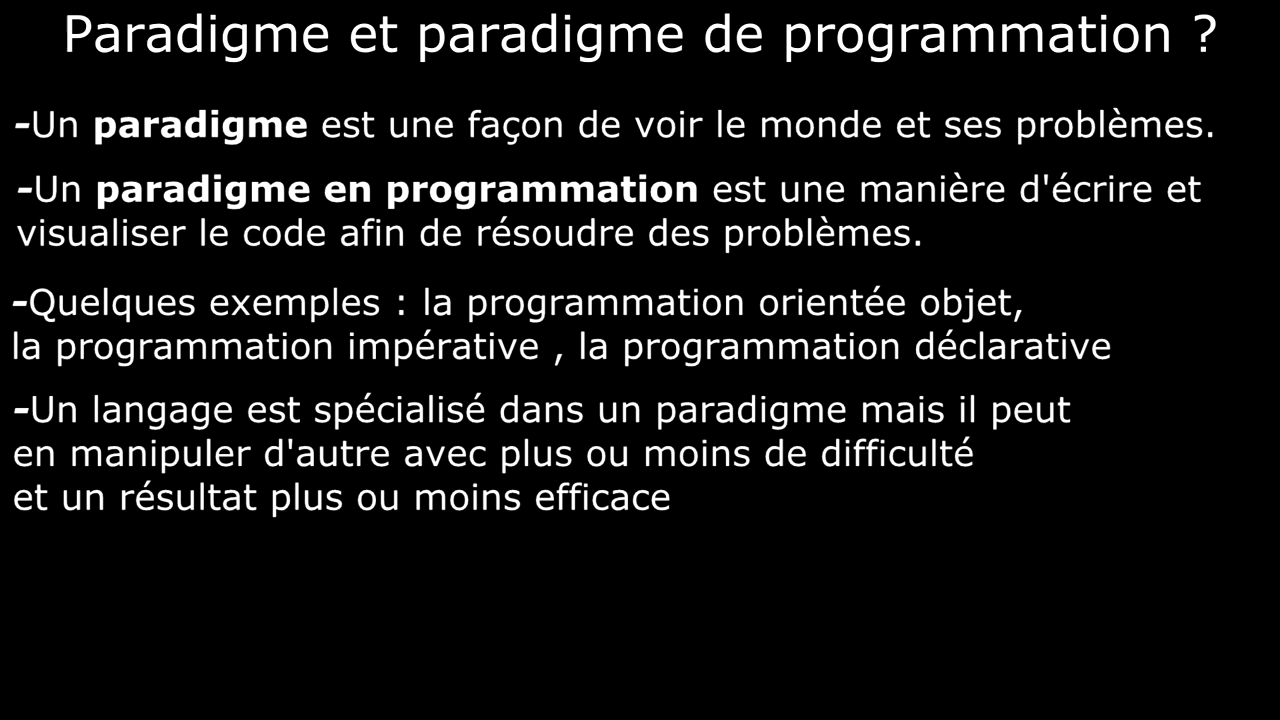 Paradigme et paradigme de programmation ?
-Un paradigme est une façon de voir le monde et ses problèmes.
-Un paradigme en programmation est une manière d'écrire et
visualiser le code afin de résoudre des problèmes.
-Quelques exemples : la programmation orientée objet,
la programmation impérative , la programmation déclarative
-Un langage est spécialisé dans un paradigme mais il peut
en manipuler d'autre avec plus ou moins de difficulté
et un résultat plus ou moins efficace